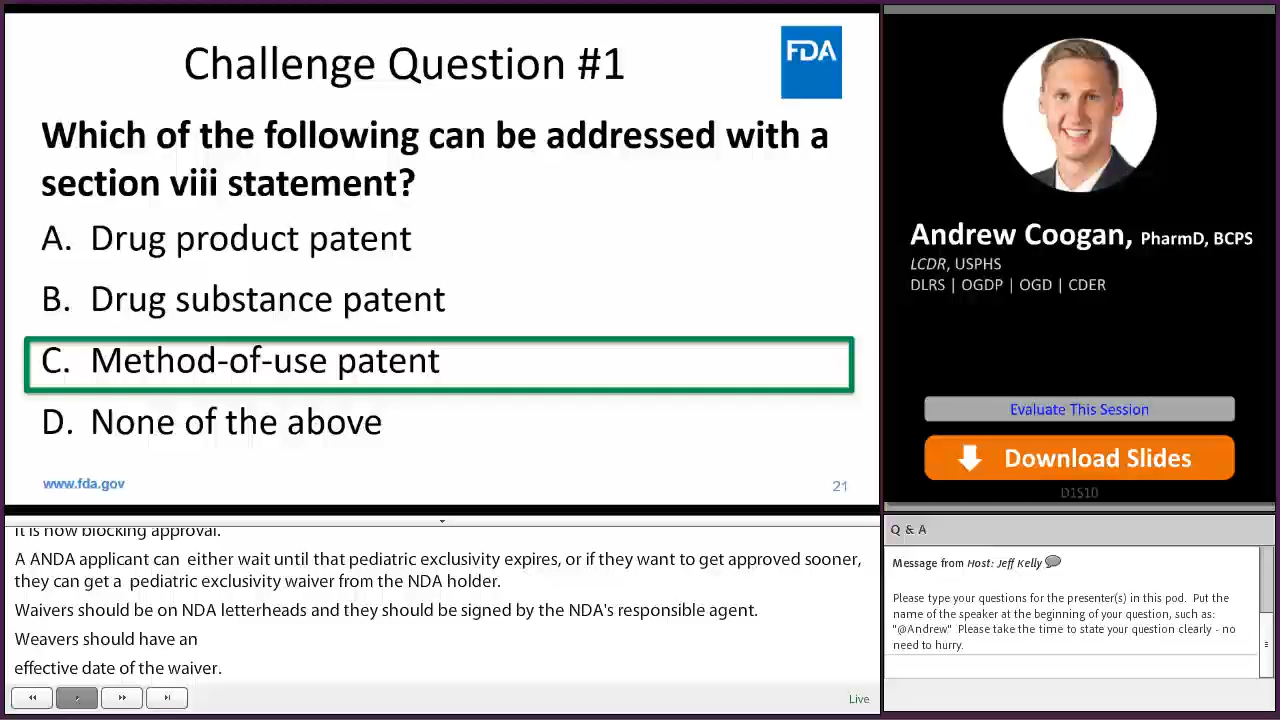 Challenge Question #1
FDA
Which of the following can be addressed with a
section viii statement?
A. Drug product patent
B. Drug substance patent
C. Method-of-use patent
D. None of the above
www.fda.gov
21
Andrew Coogan, PharmD, BCPS
LCDR, USPHS
DLRS | OGDP | OGD | CDER
Evaluate This Session
Download Slides
D1S10
It is now blocking approval.
A ANDA applicant can either wait until that pediatric exclusivity expires, or if they want to get approved sooner,
they can get a pediatric exclusivity waiver from the NDA holder.
Waivers should be on NDA letterheads and they should be signed by the NDA's responsible agent.
Weavers should have an
effective date of the waiver.
Live
Q & A
Message from Host: Jeff Kelly
Please type your questions for the presenter(s) in this pod. Put the
name of the speaker at the beginning of your question, such as:
"@Andrew" Please take the time to state your question clearly - no
need to hurry.